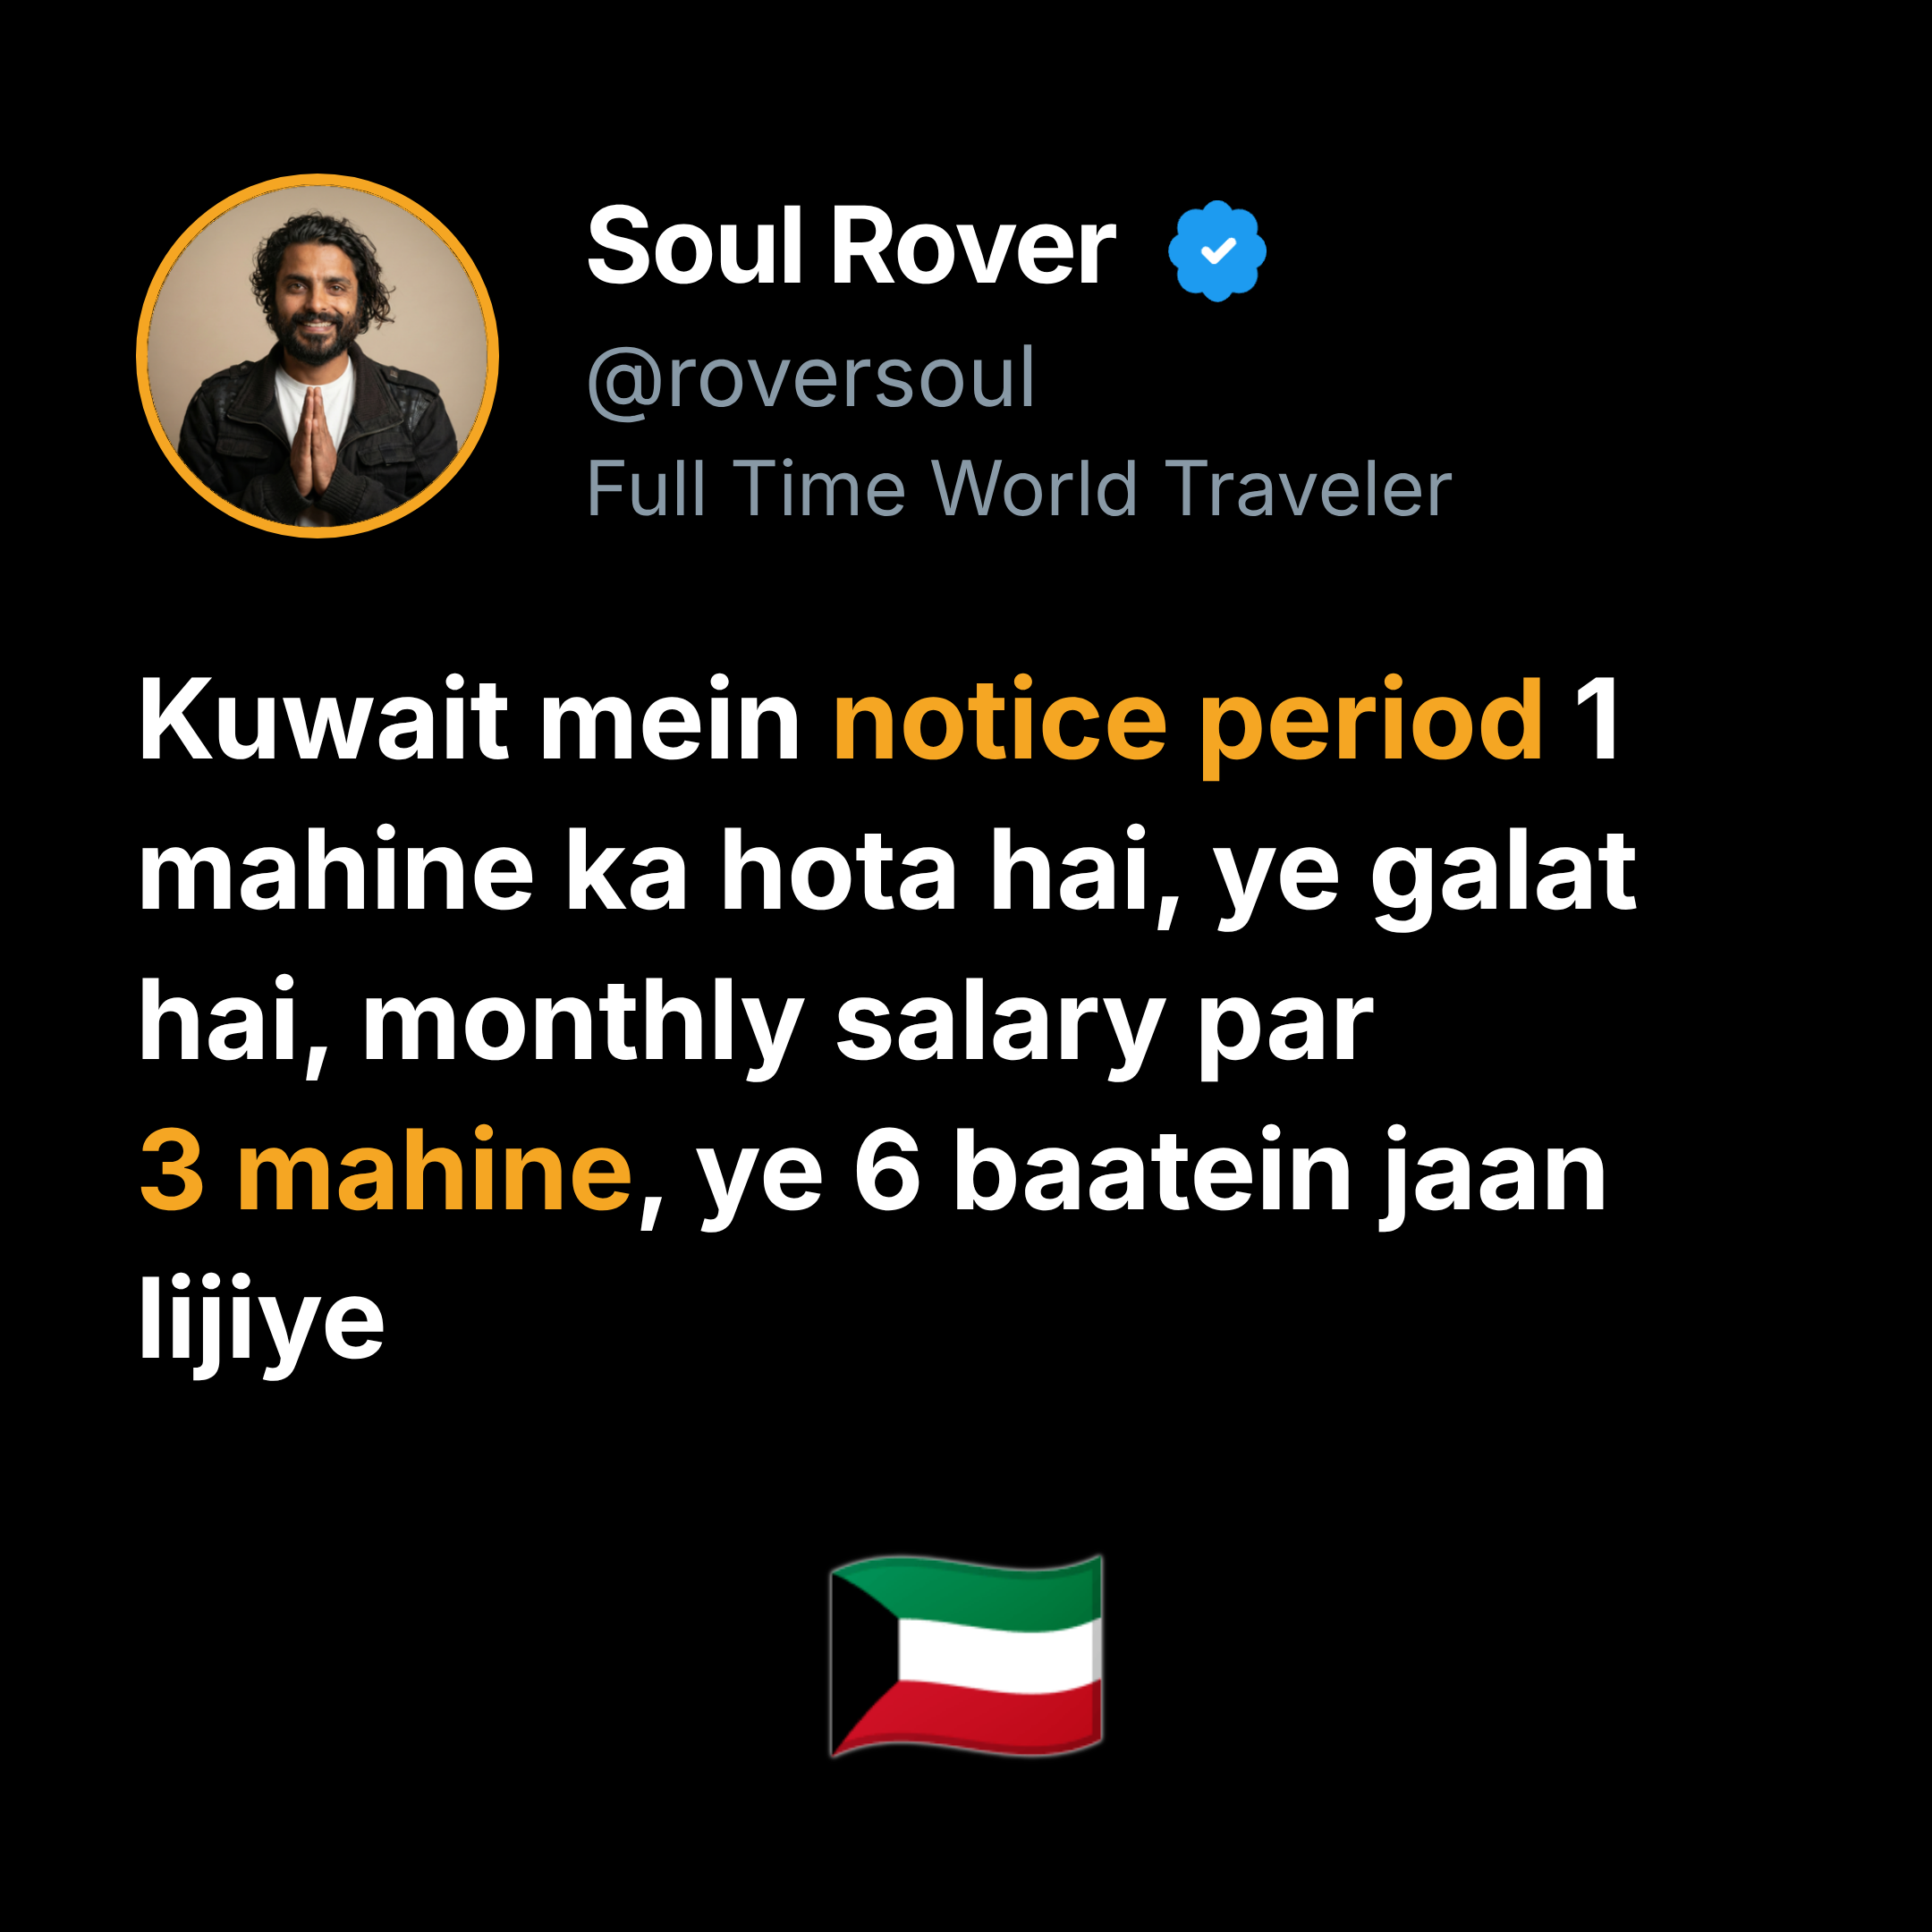 Soul Rover
@roversoul
Full Time World Traveler
Kuwait mein notice period 1
mahine ka hota hai, ye galat
hai, monthly salary par
3 mahine, ye 6 baatein jaan
lijiye